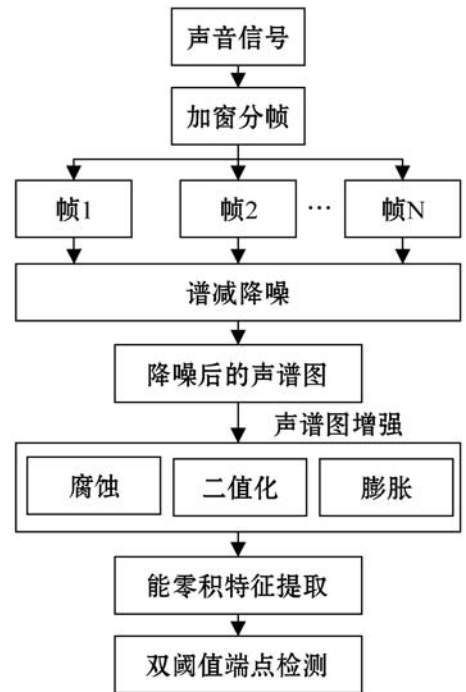 声音信号
加窗分帧
帧1 帧2 … 帧N
谱减降噪
降噪后的声谱图
声谱图增强
腐蚀 二值化 膨胀
能零积特征提取
双阈值端点检测